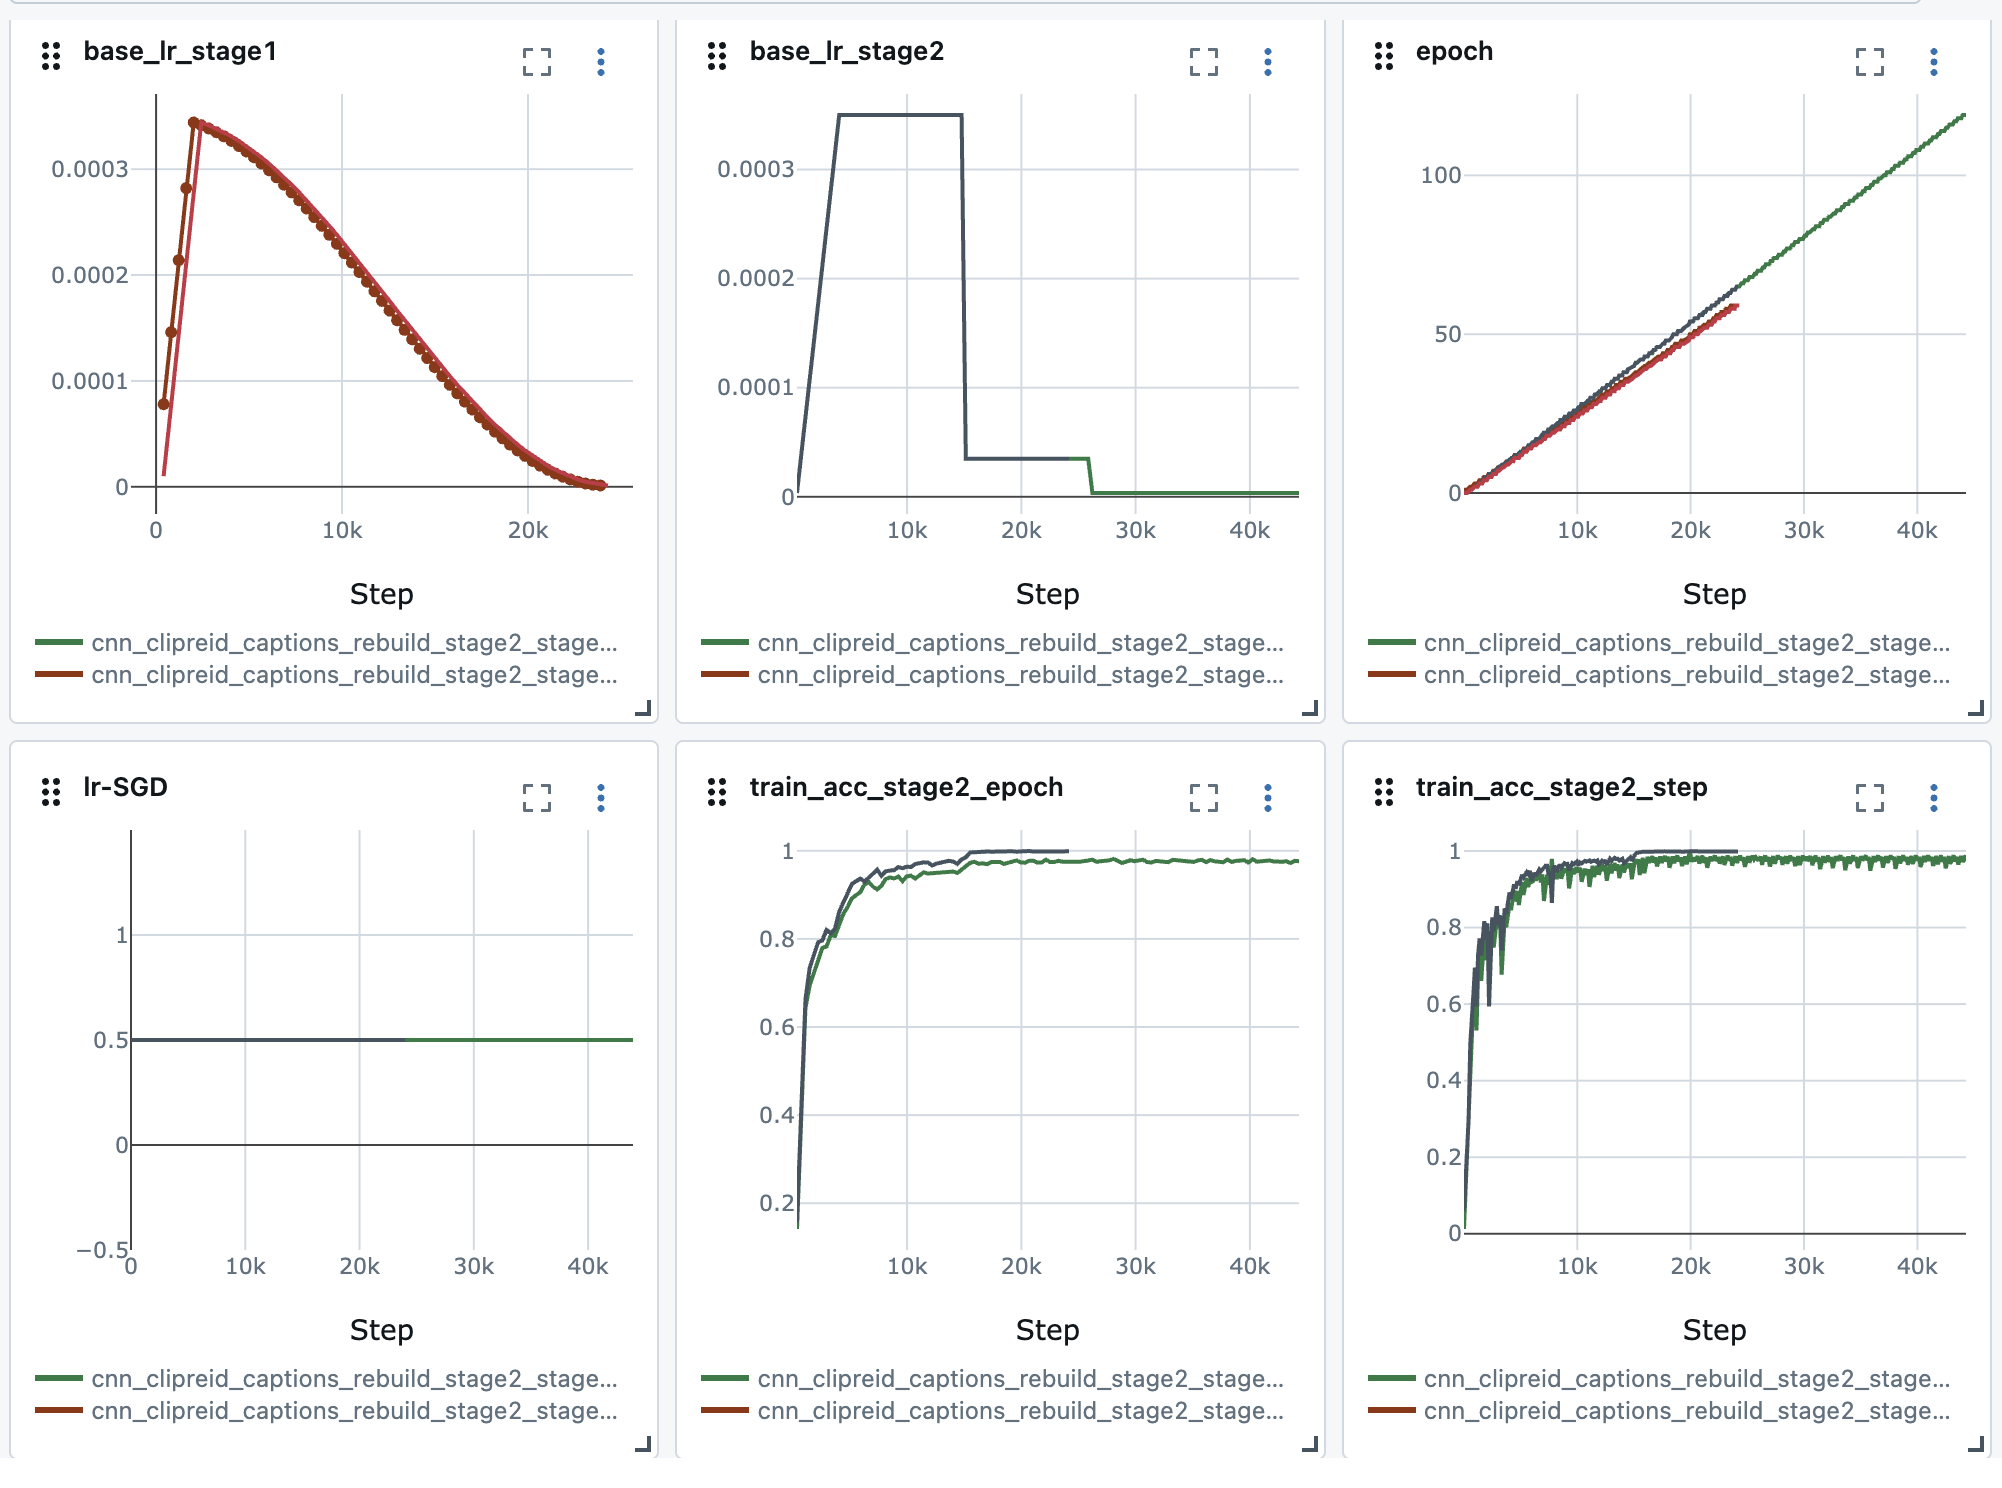 base_lr_stage1
0.0003
0.0002
0.0001
0
0
10k
20k
Step
cnn_clipreid_captions_rebuild_stage2_stage...
cnn_clipreid_captions_rebuild_stage2_stage...
base_lr_stage2
0.0003
0.0002
0.0001
0
10k
20k
30k
40k
Step
cnn_clipreid_captions_rebuild_stage2_stage...
cnn_clipreid_captions_rebuild_stage2_stage...
epoch
100
50
0
10k
20k
30k
40k
Step
cnn_clipreid_captions_rebuild_stage2_stage...
cnn_clipreid_captions_rebuild_stage2_stage...
lr-SGD
1
0.5
0
−0.5
0
10k
20k
30k
40k
Step
cnn_clipreid_captions_rebuild_stage2_stage...
cnn_clipreid_captions_rebuild_stage2_stage...
train_acc_stage2_epoch
1
0.8
0.6
0.4
0.2
10k
20k
30k
40k
Step
cnn_clipreid_captions_rebuild_stage2_stage...
cnn_clipreid_captions_rebuild_stage2_stage...
train_acc_stage2_step
1
0.8
0.6
0.4
0.2
0
10k
20k
30k
40k
Step
cnn_clipreid_captions_rebuild_stage2_stage...
cnn_clipreid_captions_rebuild_stage2_stage...